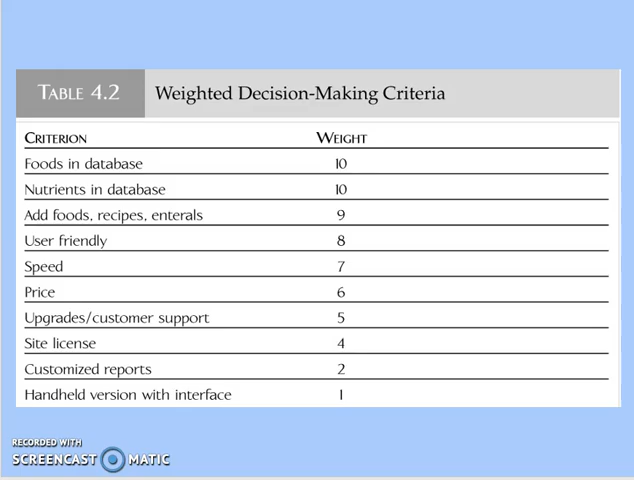 TABLE 4.2 Weighted Decision-Making Criteria
CRITERION WEIGHT
Foods in database 10
Nutrients in database 10
Add foods, recipes, enterals 9
User friendly 8
Speed 7
Price 6
Upgrades/customer support 5
Site license 4
Customized reports 2
Handheld version with interface 1
RECORDED WITH
SCREENCAST MATIC